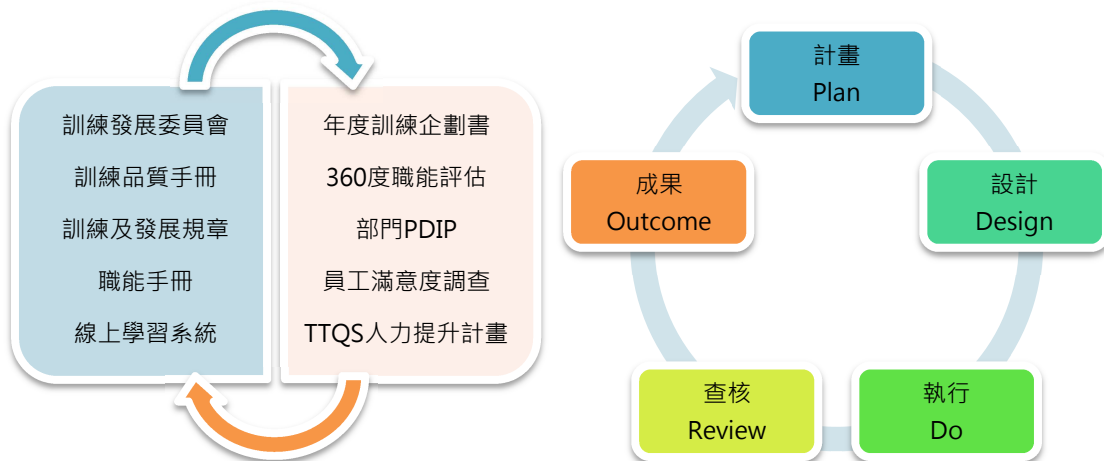 訓練發展委員會
訓練品質手冊
訓練及發展規章
職能手冊
線上學習系統
年度訓練企劃書
360度職能評估
部門PDIP
員工滿意度調查
TTQS人力提升計畫
計畫
Plan
設計
Design
執行
Do
查核
Review
成果
Outcome